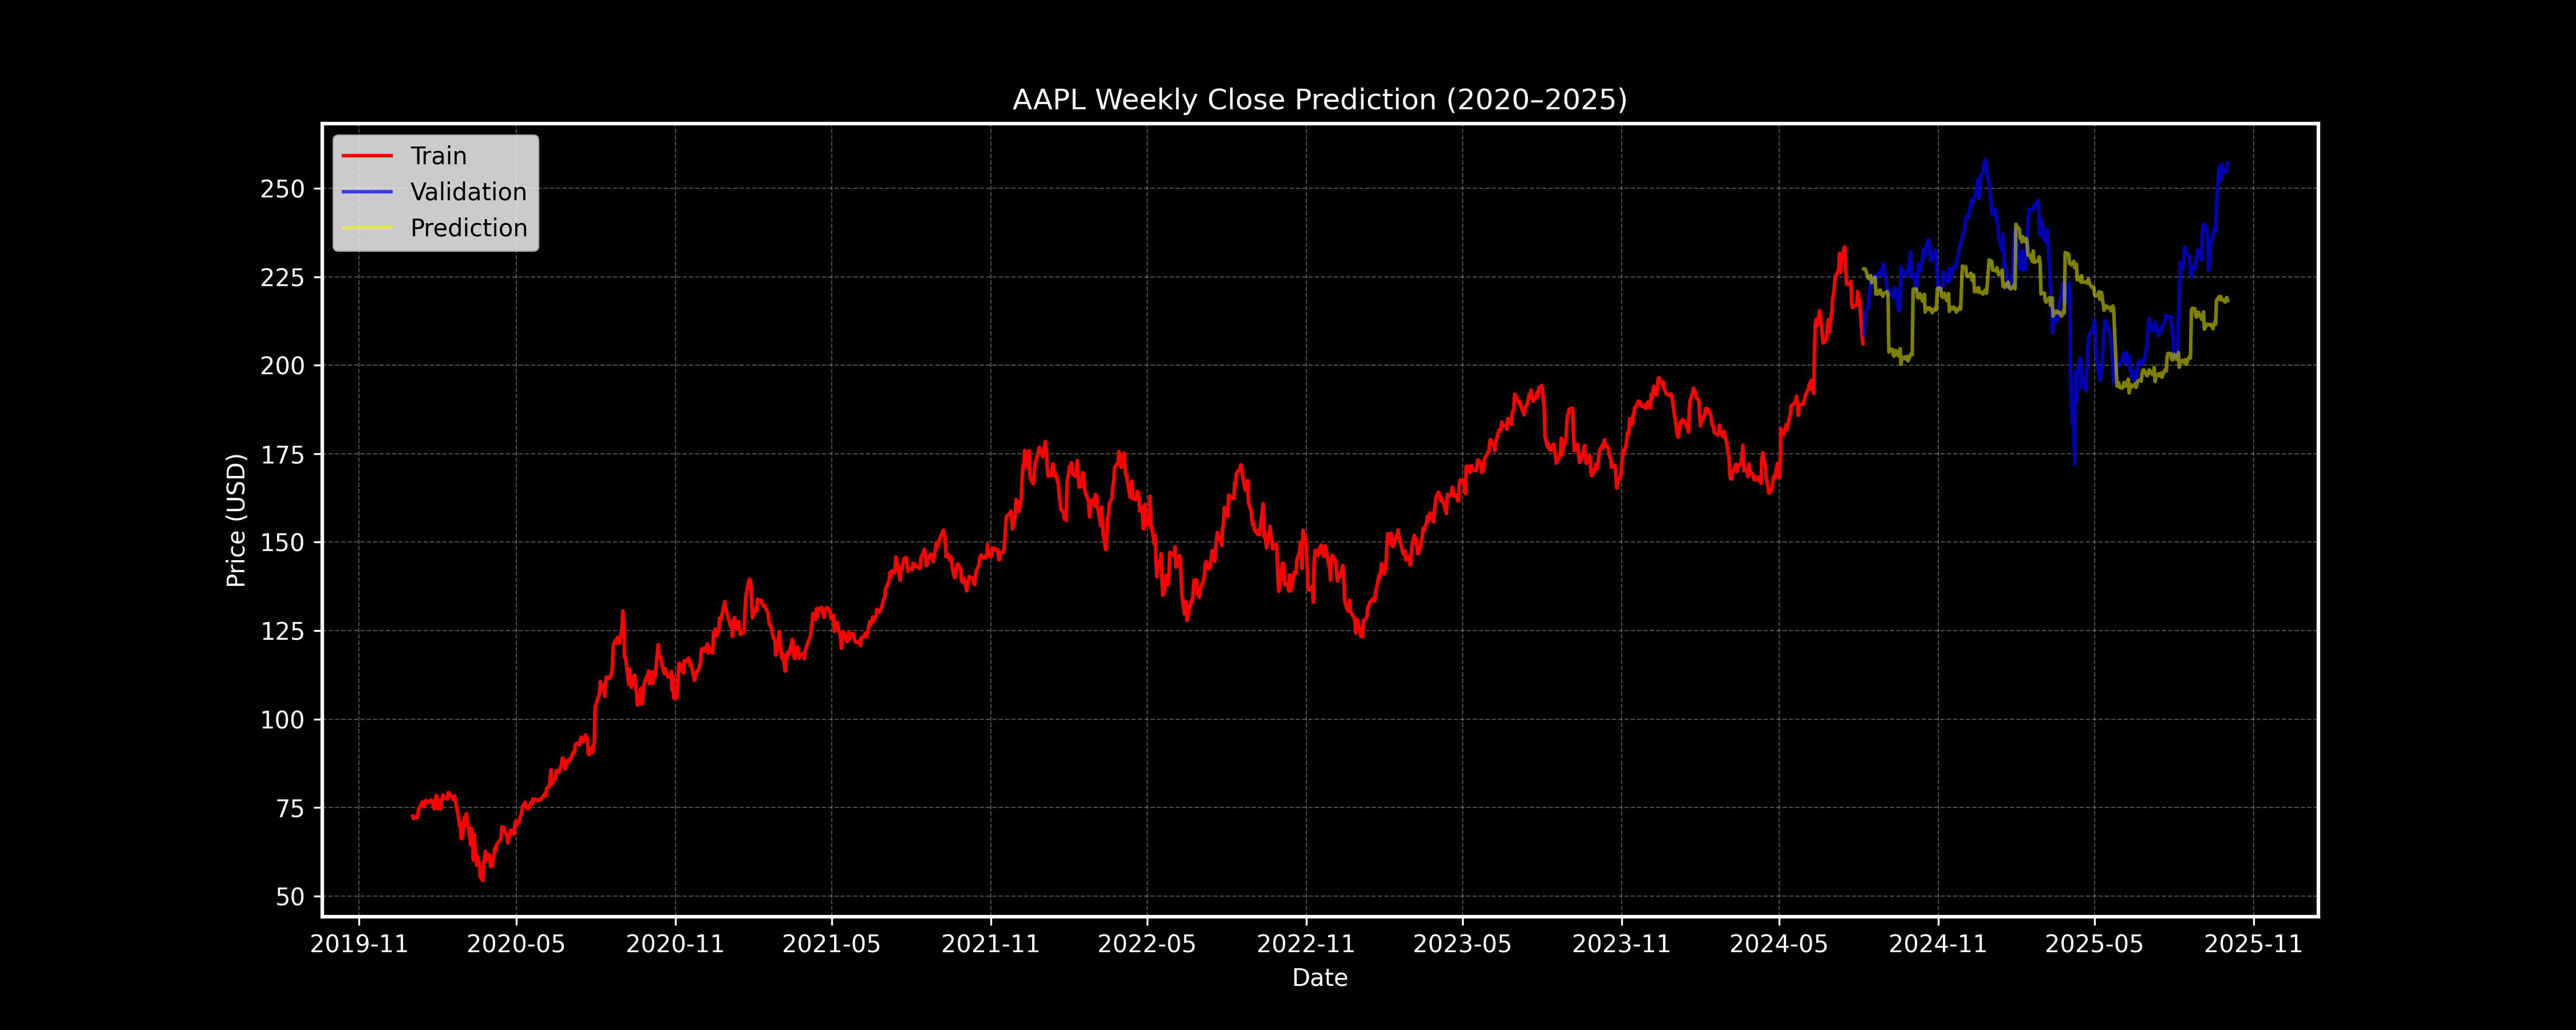 AAPL Weekly Close Prediction (2020–2025)
Train
Validation
Prediction
250
225
200
175
150
125
100
75
50
Price (USD)
2019-11 2020-05 2020-11 2021-05 2021-11 2022-05 2022-11 2023-05 2023-11 2024-05 2024-11 2025-05 2025-11
Date